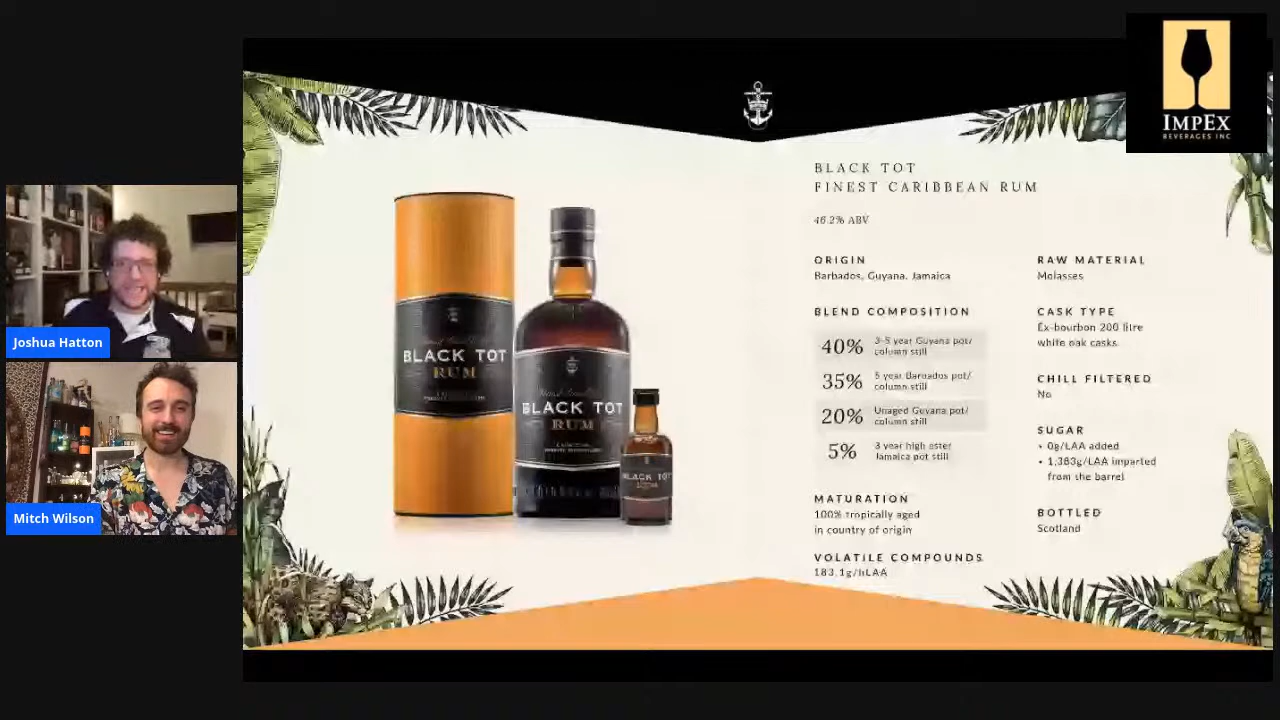 IMPEX
BEVERAGES INC
BLACK TOT
FINEST CARIBBEAN RUM
46.2% ABV
ORIGIN
Barbados, Guyana, Jamaica
BLEND COMPOSITION
40% 3-5 year Guyana pot/
column still
35% 5 year Barbados pot/
column still
20% Unaged Guyana pot/
column still
5% 3 year high ester
Jamaica pot still
MATURATION
100% tropically aged
in country of origin
VOLATILE COMPOUNDS
183.1g/hLAA
RAW MATERIAL
Molasses
CASK TYPE
Ex-bourbon 200 litre
white oak casks
CHILL FILTERED
No
SUGAR
• 0g/LAA added
• 1.383g/LAA imparted
from the barrel
BOTTLED
Scotland
BLACK TOT
RUM
BLACK TOT
RUM
BLACK TOT
Joshua Hatton
Mitch Wilson